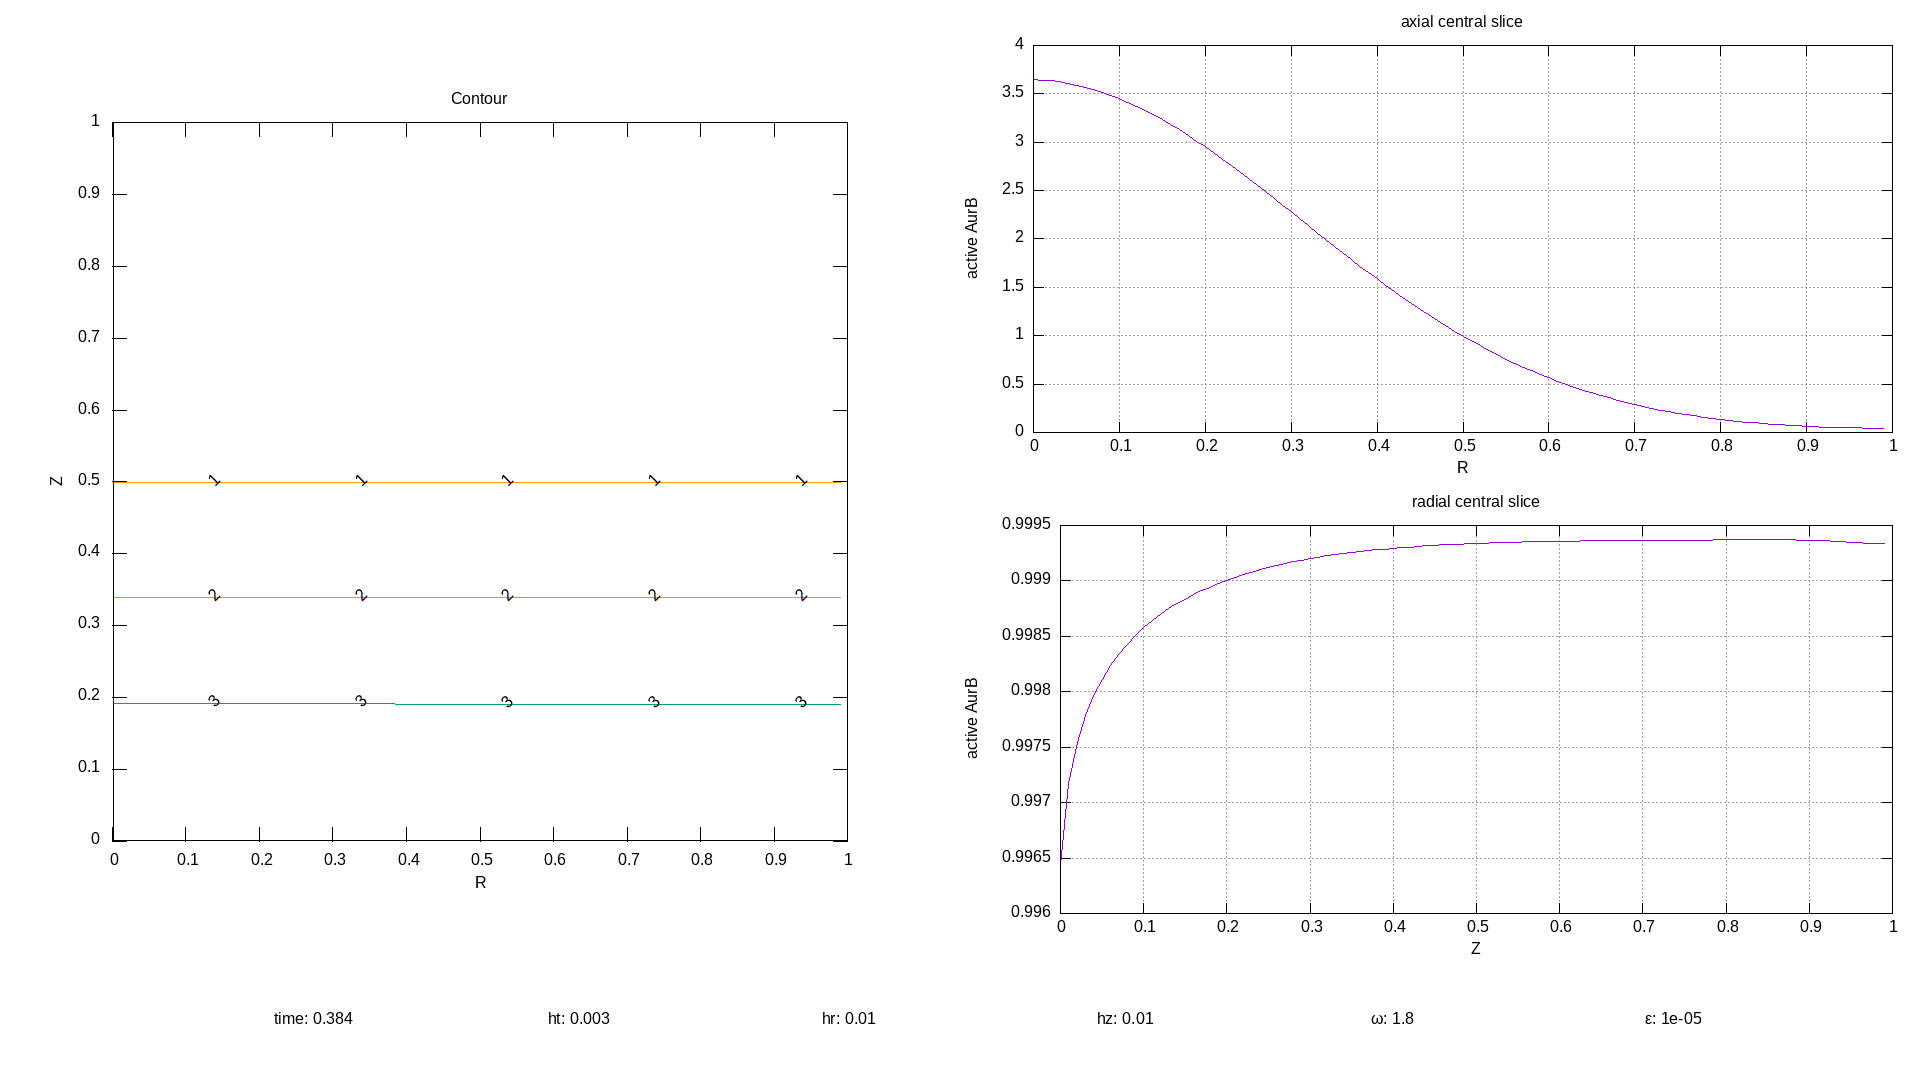 Contour
1
0.9
0.8
0.7
0.6
0.5
0.4
0.3
0.2
0.1
0
Z
1 1 1 1 1
2 2 2 2 2
3 3 3 3 3
0 0.1 0.2 0.3 0.4 0.5 0.6 0.7 0.8 0.9 1
R
axial central slice
4
3.5
3
2.5
2
1.5
1
0.5
0
active AurB
0 0.1 0.2 0.3 0.4 0.5 0.6 0.7 0.8 0.9 1
R
radial central slice
0.9995
0.999
0.9985
0.998
0.9975
0.997
0.9965
0.996
active AurB
0 0.1 0.2 0.3 0.4 0.5 0.6 0.7 0.8 0.9 1
Z
time: 0.384 ht: 0.003 hr: 0.01 hz: 0.01 ω: 1.8 ε: 1e-05